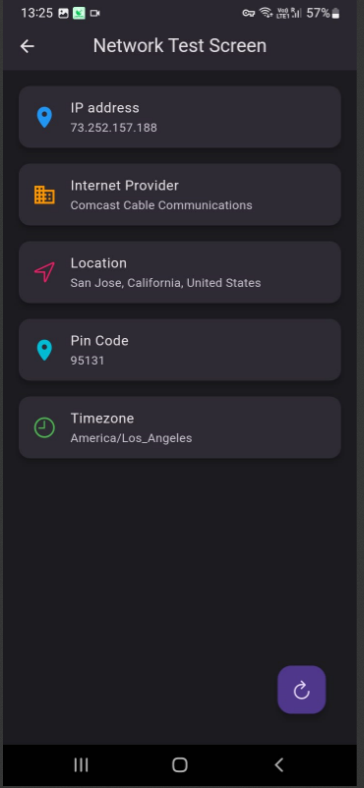 13:25
57%
Network Test Screen
IP address
73.252.157.188
Internet Provider
Comcast Cable Communications
Location
San Jose, California, United States
Pin Code
95131
Timezone
America/Los_Angeles